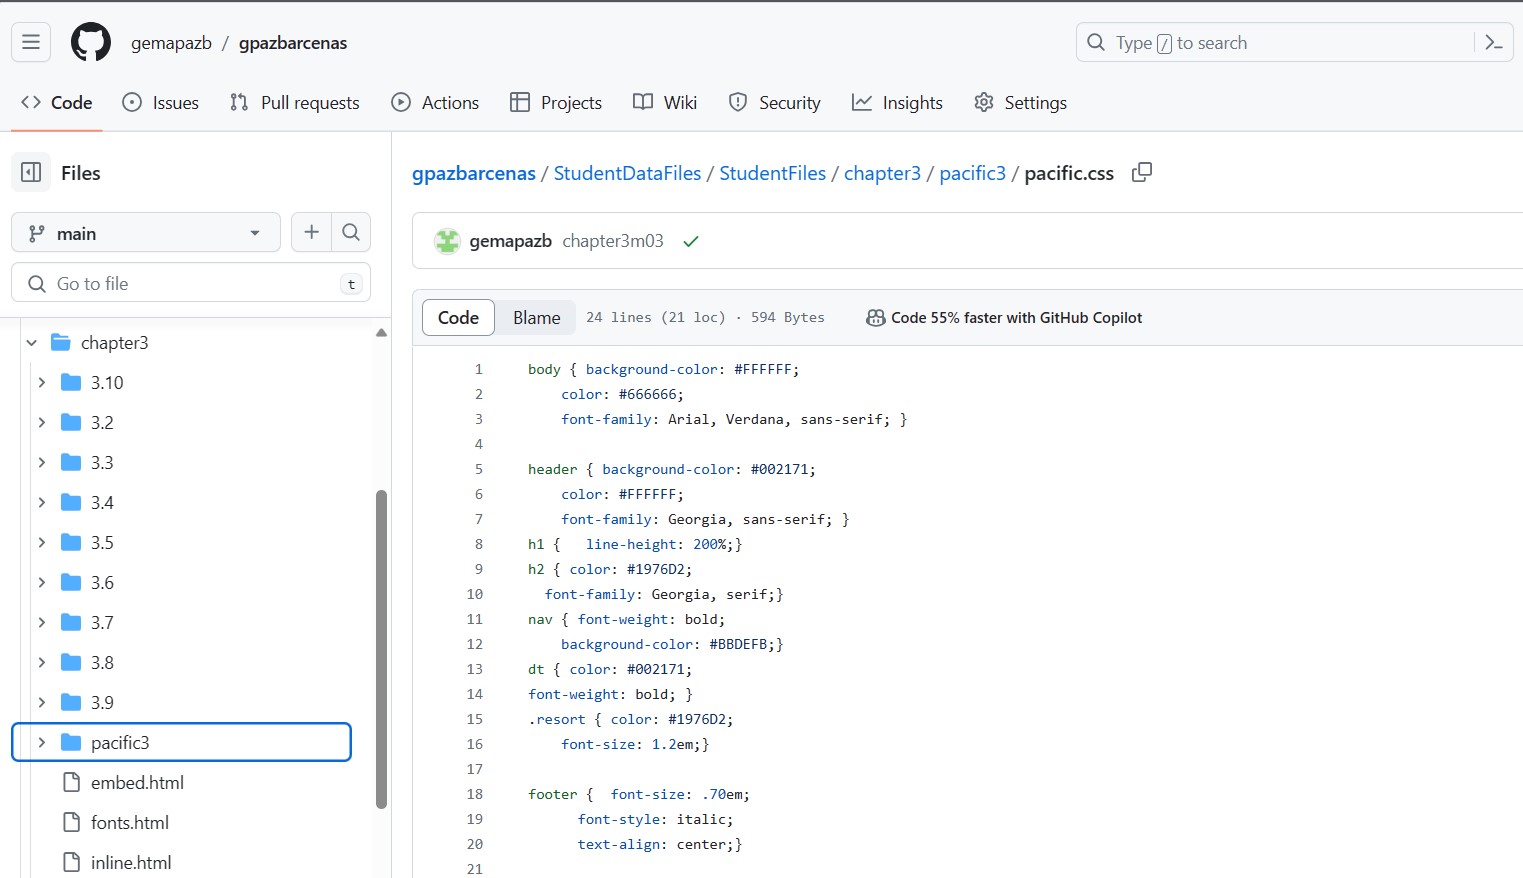 gemapazb / gpazbarcenas
Type / to search
Code Issues Pull requests Actions Projects Wiki Security Insights Settings
Files
main
Go to file t
chapter3
3.10
3.2
3.3
3.4
3.5
3.6
3.7
3.8
3.9
pacific3
embed.html
fonts.html
inline.html
gpazbarcenas / StudentDataFiles / StudentFiles / chapter3 / pacific3 / pacific.css
gemapazb chapter3m03
Code Blame 24 lines (21 loc) · 594 Bytes Code 55% faster with GitHub Copilot
1 body { background-color: #FFFFFF;
2 color: #666666;
3 font-family: Arial, Verdana, sans-serif; }
4
5 header { background-color: #002171;
6 color: #FFFFFF;
7 font-family: Georgia, sans-serif; }
8 h1 { line-height: 200%;}
9 h2 { color: #1976D2;
10 font-family: Georgia, serif;}
11 nav { font-weight: bold;
12 background-color: #BBDEFB;}
13 dt { color: #002171;
14 font-weight: bold; }
15 .resort { color: #1976D2;
16 font-size: 1.2em;}
17
18 footer { font-size: .70em;
19 font-style: italic;
20 text-align: center;}
21